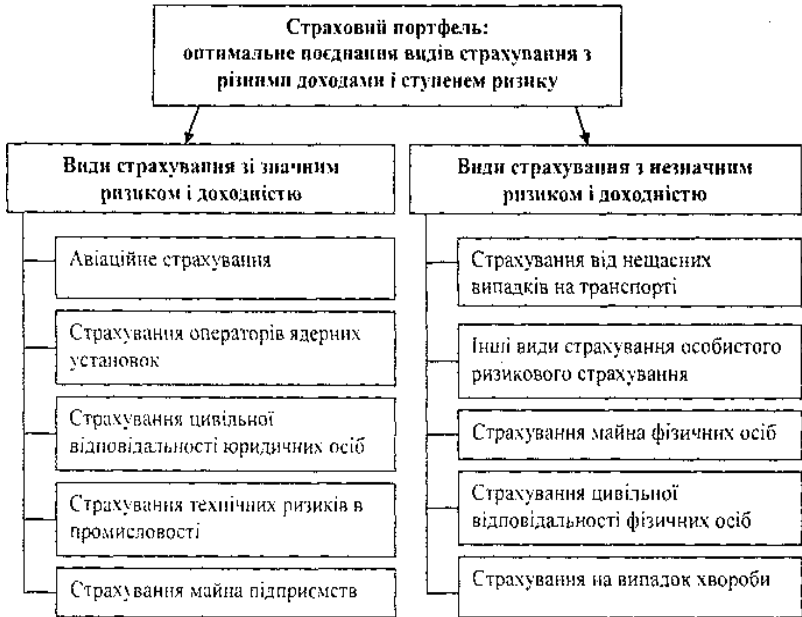 Страховий портфель:
оптимальне поєднання видів страхування з
різними доходами і ступенем ризику
Види страхування зі значним
ризиком і доходністю
Авіаційне страхування
Страхування операторів ядерних
установок
Страхування цивільної
відповідальності юридичних осіб
Страхування технічних ризиків в
промисловості
Страхування майна підприємств
Види страхування з незначним
ризиком і доходністю
Страхування від нещасних
випадків на транспорті
Інші види страхування особистого
ризикового страхування
Страхування майна фізичних осіб
Страхування цивільної
відповідальності фізичних осіб
Страхування на випадок хвороби